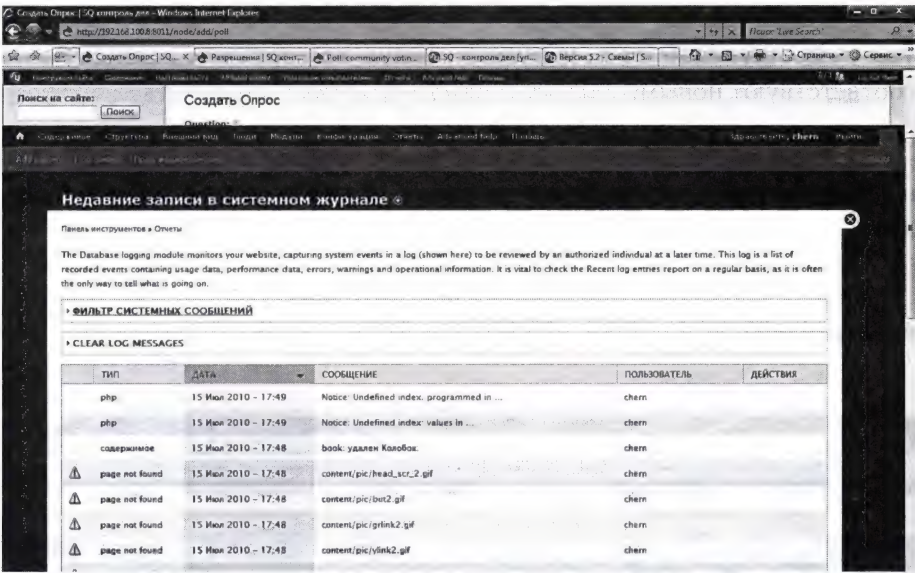 Создать Опрос | SQ контроль дел - Windows Internet Explorer
http://192.168.100.8:8011/node/add/poll
Поиск "Live Search"
Создать Опрос | SQ... Разрешения | SQ конт... Poll: community votin... SQ - контроль дел [уп... Версия 5.2 - Схемы | S... Страница Сервис
Поиск на сайте:
Поиск
Создать Опрос
Question:
Содержимое Структура Внешний вид Люди Модули Конфигурация Отчеты Advanced help Помощь Здравствуйте, chern Выйти
Недавние записи в системном журнале
Панель инструментов » Отчеты
The Database logging module monitors your website, capturing system events in a log (shown here) to be reviewed by an authorized individual at a later time. This log is a list of
recorded events containing usage data, performance data, errors, warnings and operational information. It is vital to check the Recent log entries report on a regular basis, as it is often
the only way to tell what is going on.
ФИЛЬТР СИСТЕМНЫХ СООБЩЕНИЙ
CLEAR LOG MESSAGES
ТИП ДАТА СООБЩЕНИЕ ПОЛЬЗОВАТЕЛЬ ДЕЙСТВИЯ
php 15 Июл 2010 - 17:49 Notice: Undefined index: programmed in ... chern
php 15 Июл 2010 - 17:49 Notice: Undefined index: values in ... chern
содержимое 15 Июл 2010 - 17:48 book: удален Колобок. chern
page not found 15 Июл 2010 - 17:48 content/pic/head_scr_2.gif chern
page not found 15 Июл 2010 - 17:48 content/pic/but2.gif chern
page not found 15 Июл 2010 - 17:48 content/pic/grlink2.gif chern
page not found 15 Июл 2010 - 17:48 content/pic/ylink2.gif chern